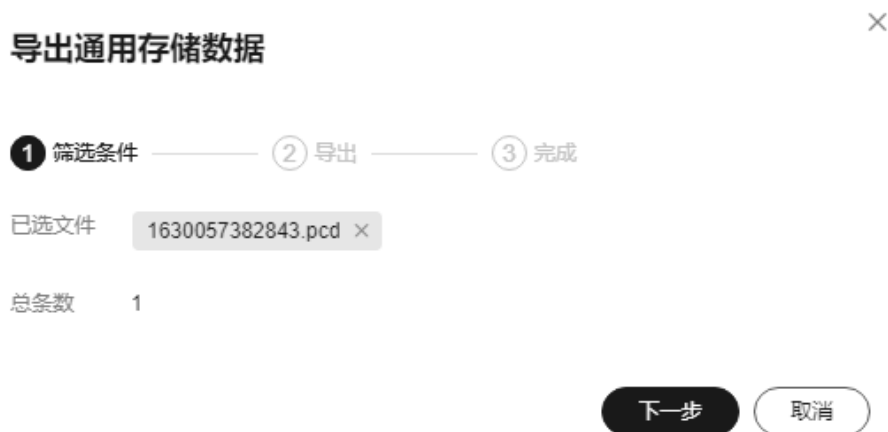 导出通用存储数据
1 筛选条件 2 导出 3 完成
已选文件 1630057382843.pcd ×
总条数 1
下一步 取消